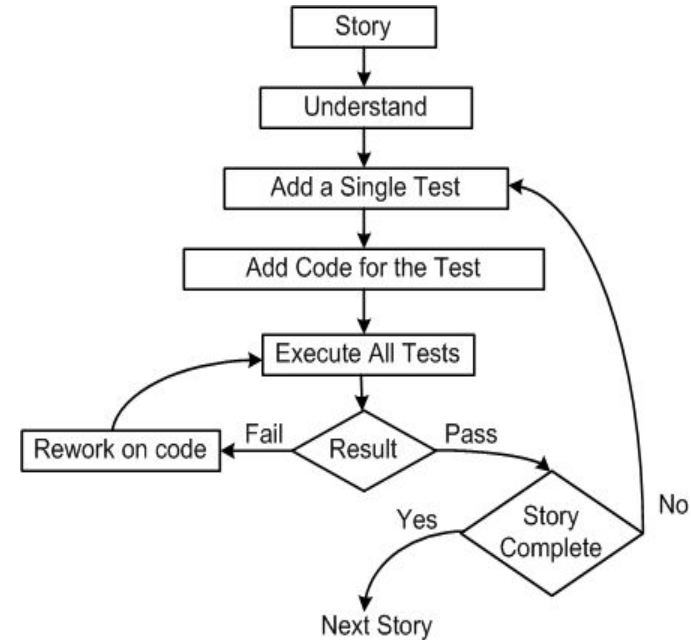 Story
Understand
Add a Single Test
Add Code for the Test
Execute All Tests
Rework on code
Fail
Result
Pass
Yes
Story
Complete
No
Next Story